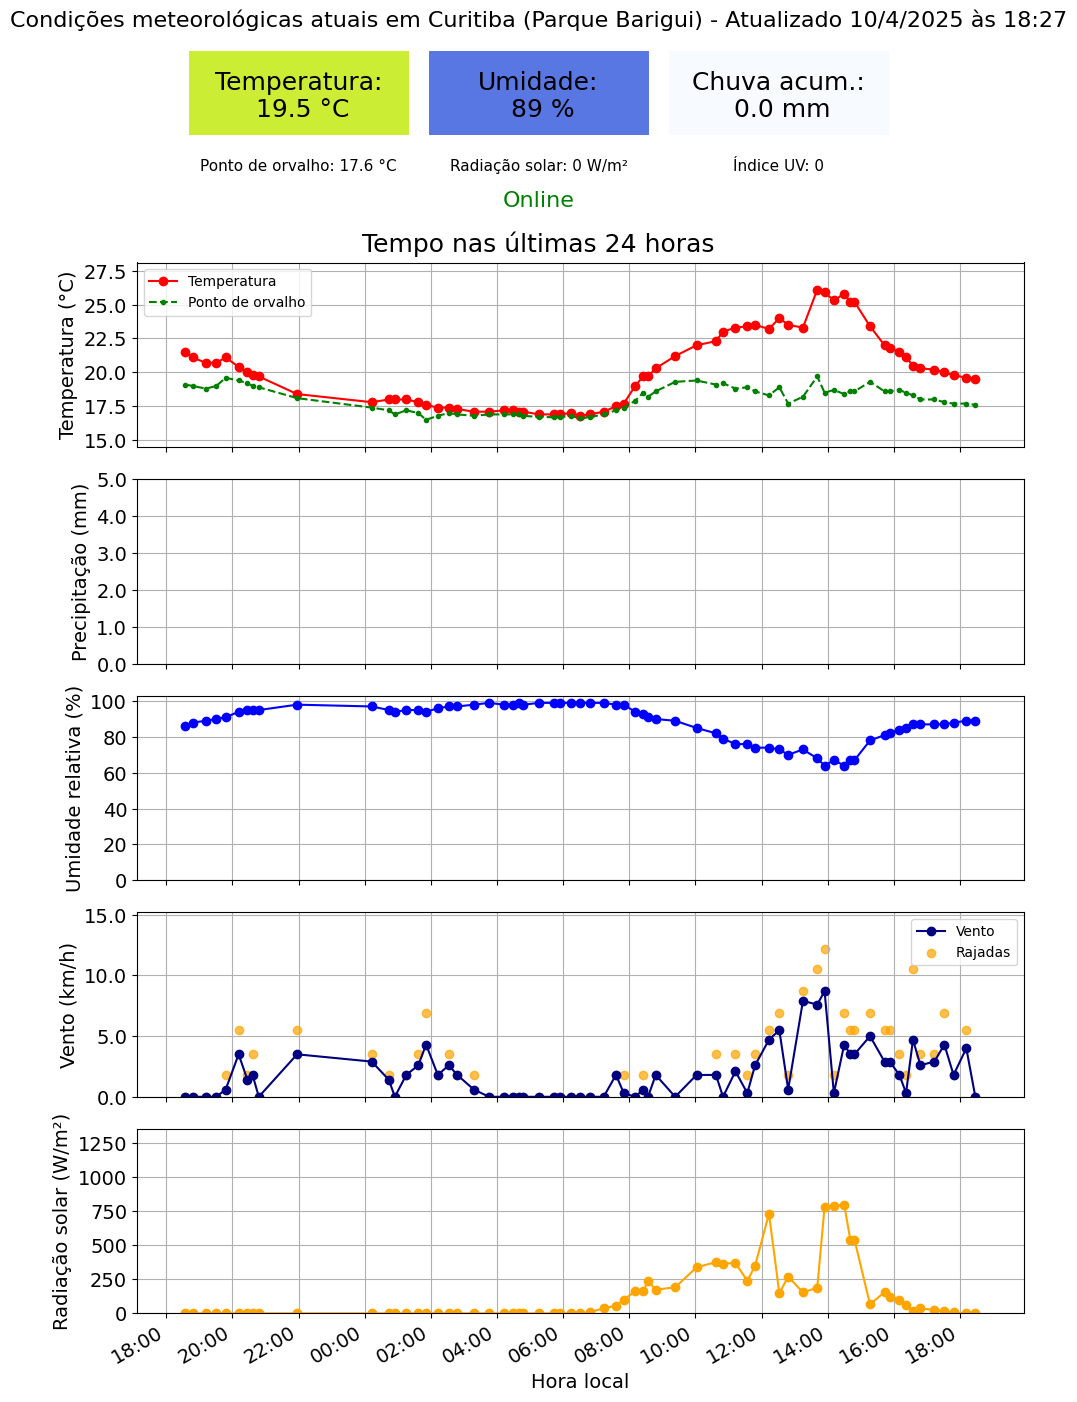 Condições meteorológicas atuais em Curitiba (Parque Barigui) - Atualizado 10/4/2025 às 18:27
Temperatura:
19.5 °C
Umidade:
89 %
Chuva acum.:
0.0 mm
Ponto de orvalho: 17.6 °C
Radiação solar: 0 W/m²
Índice UV: 0
Online
Tempo nas últimas 24 horas
Temperatura (°C)
27.5
25.0
22.5
20.0
17.5
15.0
Temperatura
Ponto de orvalho
Precipitação (mm)
5.0
4.0
3.0
2.0
1.0
0.0
Umidade relativa (%)
100
80
60
40
20
0
Vento (km/h)
15.0
10.0
5.0
0.0
Vento
Rajadas
Radiação solar (W/m²)
1250
1000
750
500
250
0
18:00
20:00
22:00
00:00
02:00
04:00
06:00
08:00
10:00
12:00
14:00
16:00
18:00
Hora local